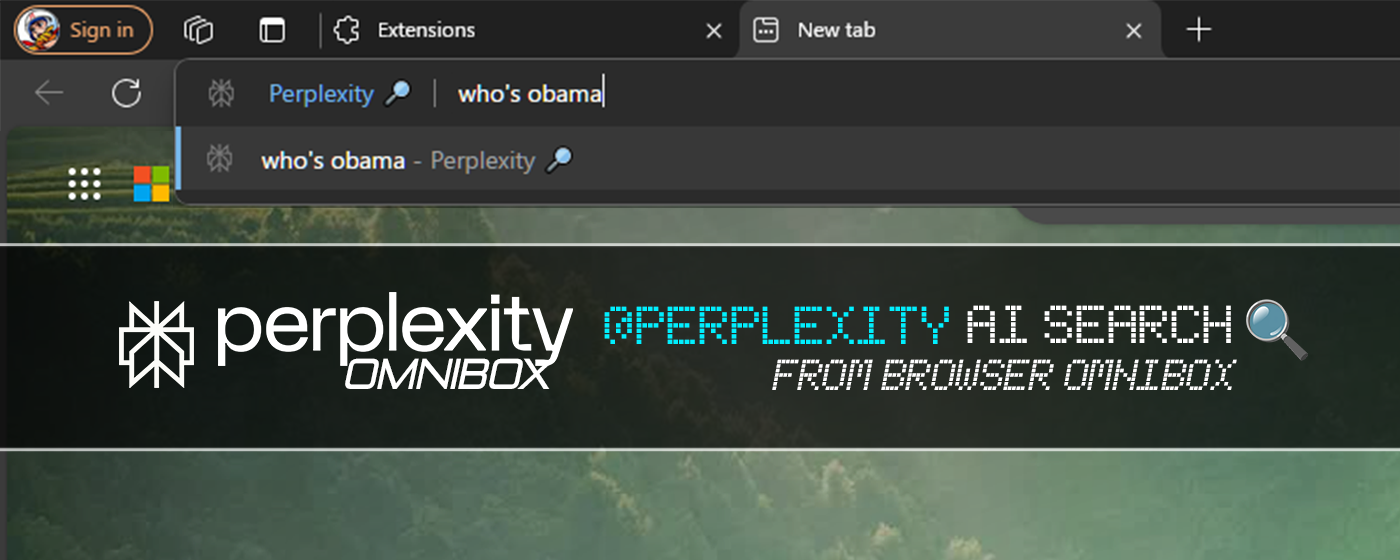 Sign in
Extensions
New tab
Perplexity 🔎 | who's obama
who's obama - Perplexity 🔎
perplexity
OMNIBOX
@PERPLEXITY AI SEARCH
FROM BROWSER OMNIBOX